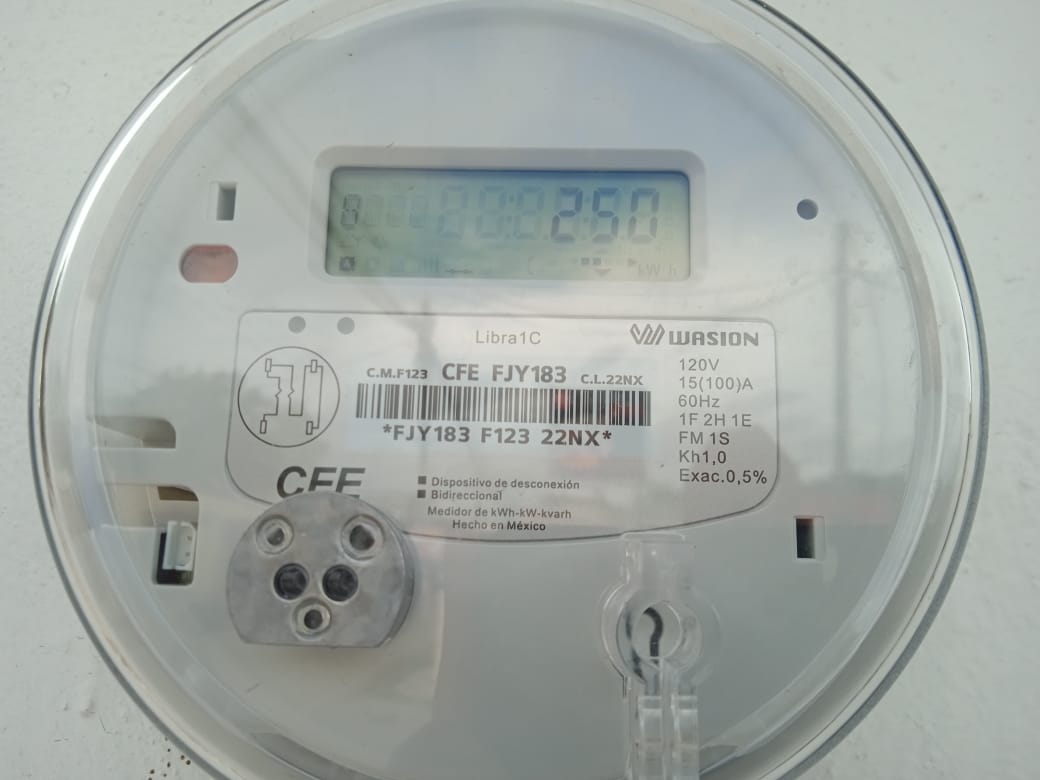 250
kWh
Libra1C
WASION
C.M.F123 CFE FJY183 C.L.22NX
*FJY183 F123 22NX*
120V
15(100)A
60Hz
1F 2H 1E
FM 1S
Kh1,0
Exac.0,5%
CFE
Dispositivo de desconexión
Bidireccional
Medidor de kWh-kW-kvarh
Hecho en México